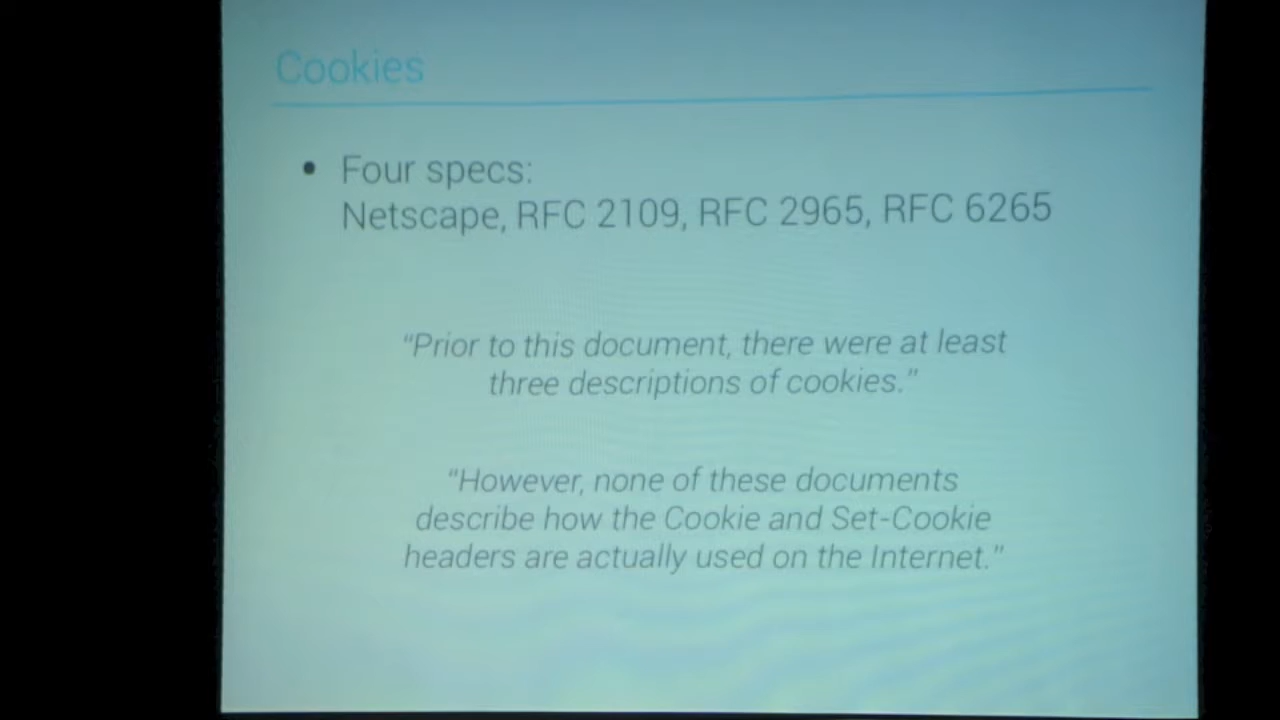 Cookies
• Four specs:
Netscape, RFC 2109, RFC 2965, RFC 6265
“Prior to this document, there were at least
three descriptions of cookies.”
“However, none of these documents
describe how the Cookie and Set-Cookie
headers are actually used on the Internet.”